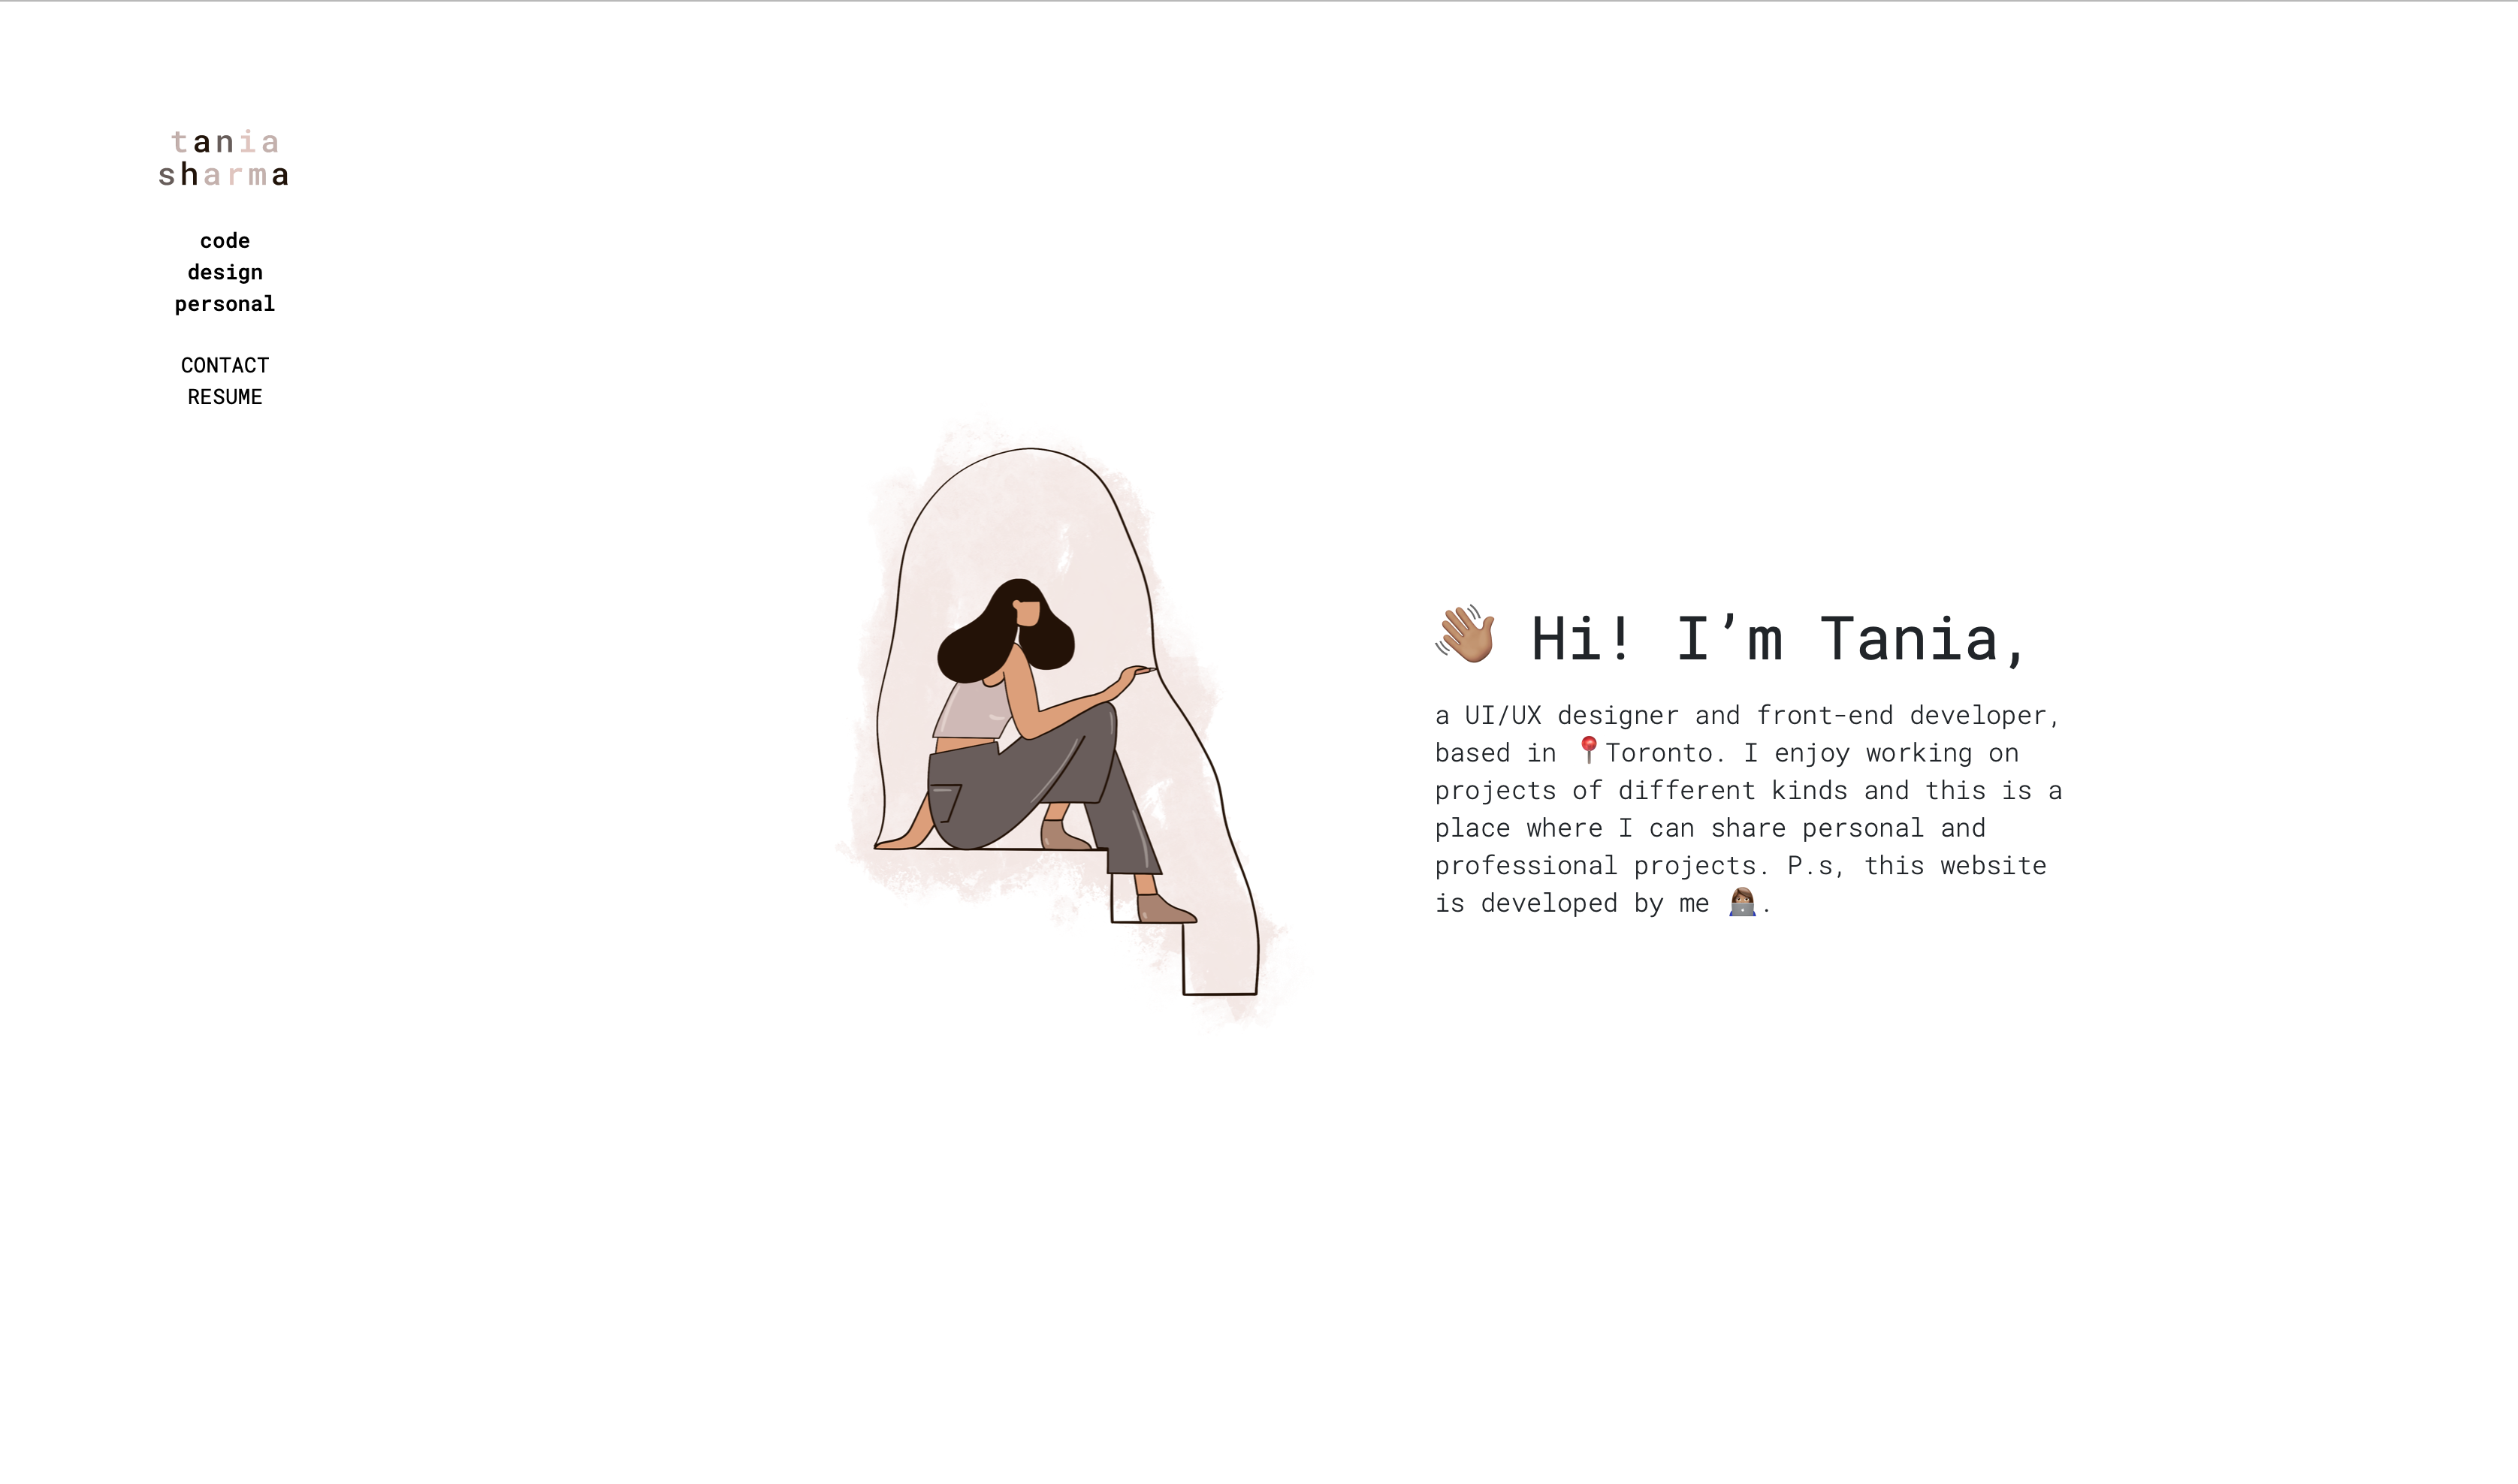 tania
sharma
code
design
personal
CONTACT
RESUME
👋🏽 Hi! I’m Tania,
a UI/UX designer and front-end developer,
based in 📍Toronto. I enjoy working on
projects of different kinds and this is a
place where I can share personal and
professional projects. P.s, this website
is developed by me 👩🏽‍💻.